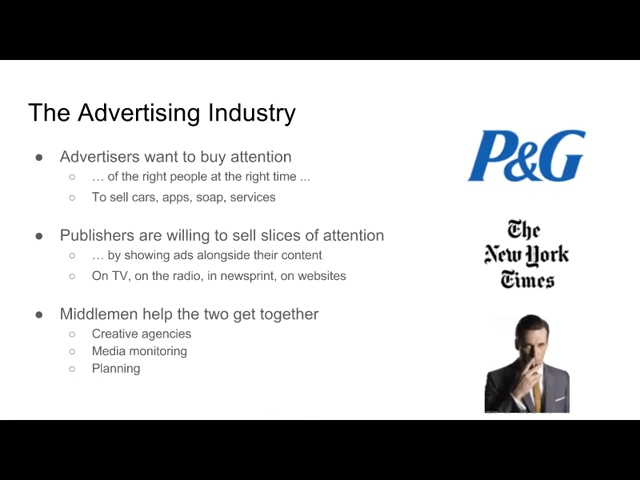 The Advertising Industry
● Advertisers want to buy attention
○ … of the right people at the right time ...
○ To sell cars, apps, soap, services
● Publishers are willing to sell slices of attention
○ … by showing ads alongside their content
○ On TV, on the radio, in newsprint, on websites
● Middlemen help the two get together
○ Creative agencies
○ Media monitoring
○ Planning
P&G
The
New York
Times